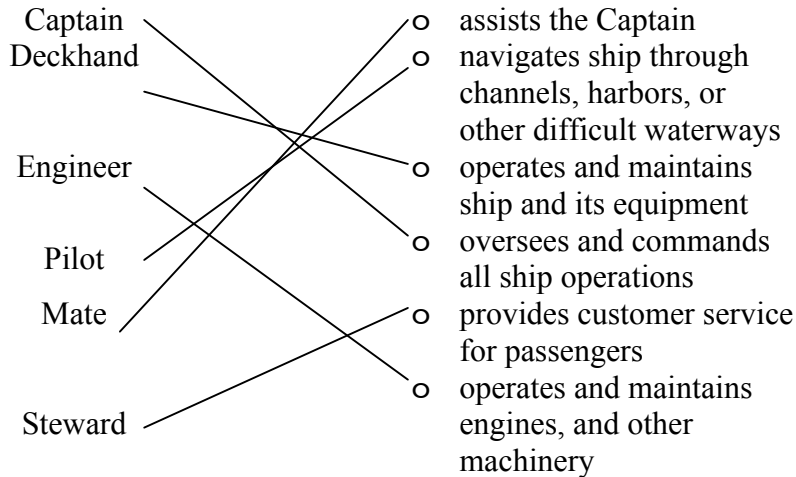 Captain
Deckhand
Engineer
Pilot
Mate
Steward
o assists the Captain
o navigates ship through
channels, harbors, or
other difficult waterways
o operates and maintains
ship and its equipment
o oversees and commands
all ship operations
o provides customer service
for passengers
o operates and maintains
engines, and other
machinery